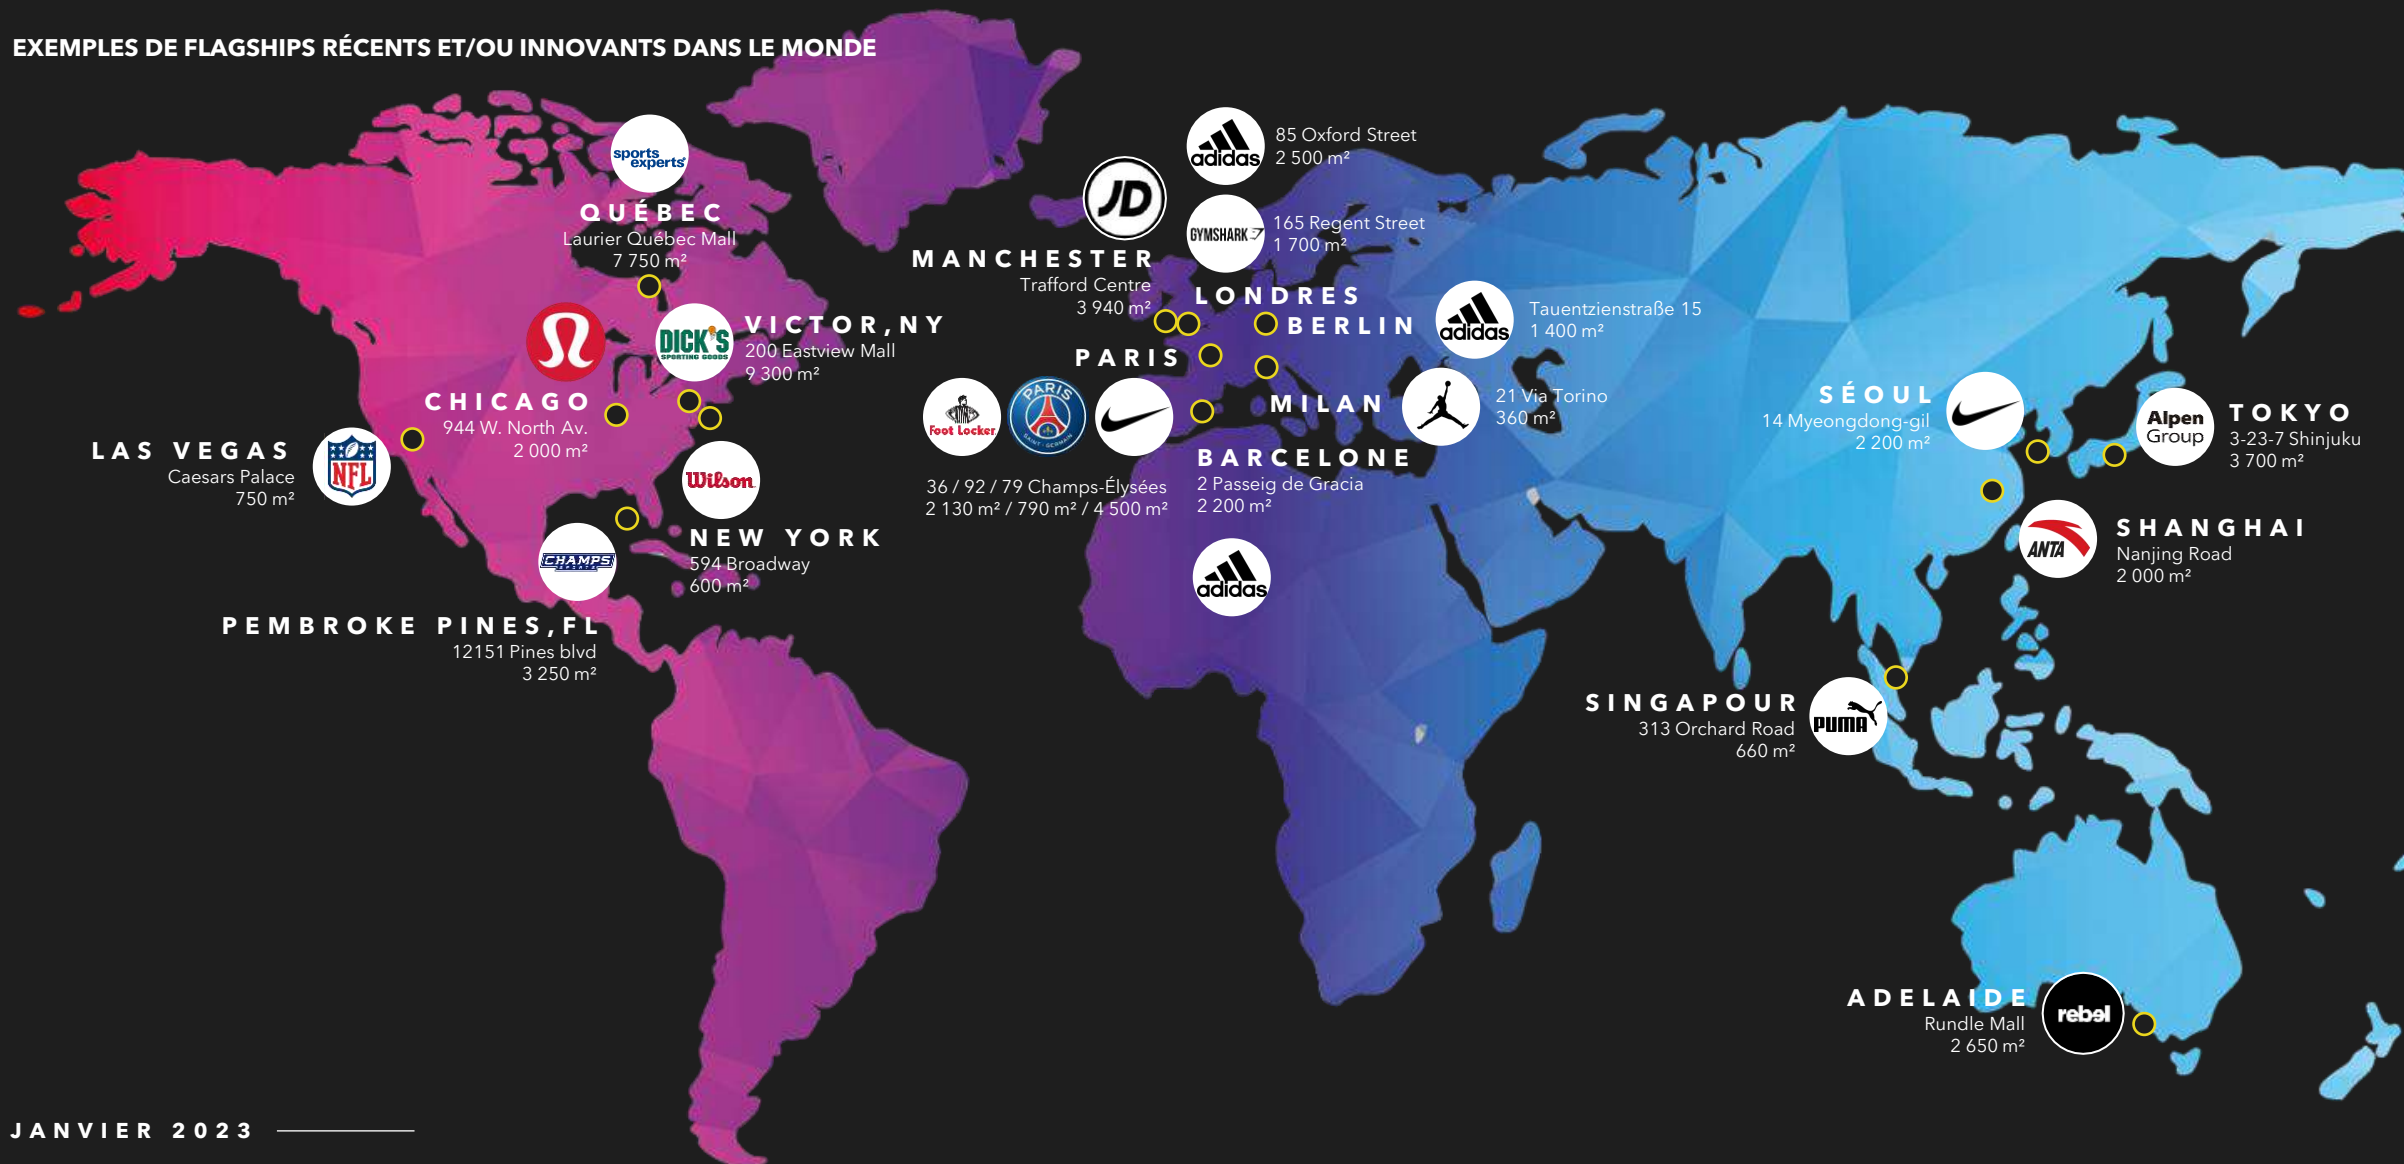 EXEMPLES DE FLAGSHIPS RÉCENTS ET/OU INNOVANTS DANS LE MONDE
sports
experts
QUÉBEC
Laurier Québec Mall
7 750 m²
DICK'S
SPORTING GOODS
VICTOR,NY
200 Eastview Mall
9 300 m²
CHICAGO
944 W. North Av.
2 000 m²
LAS VEGAS
Caesars Palace
750 m²
NFL
Wilson
NEW YORK
594 Broadway
600 m²
CHAMPS
SPORTS
PEMBROKE PINES,FL
12151 Pines blvd
3 250 m²
JD
MANCHESTER
Trafford Centre
3 940 m²
adidas
85 Oxford Street
2 500 m²
GYMSHARK
165 Regent Street
1 700 m²
LONDRES
BERLIN
adidas
Tauentzienstraße 15
1 400 m²
PARIS
Foot Locker
PARIS
SAINT-GERMAIN
36 / 92 / 79 Champs-Élysées
2 130 m² / 790 m² / 4 500 m²
MILAN
21 Via Torino
360 m²
BARCELONE
2 Passeig de Gracia
2 200 m²
adidas
SÉOUL
14 Myeongdong-gil
2 200 m²
Alpen
Group
TOKYO
3-23-7 Shinjuku
3 700 m²
ANTA
SHANGHAI
Nanjing Road
2 000 m²
SINGAPOUR
313 Orchard Road
660 m²
PUMA
ADELAIDE
Rundle Mall
2 650 m²
rebel
JANVIER 2023